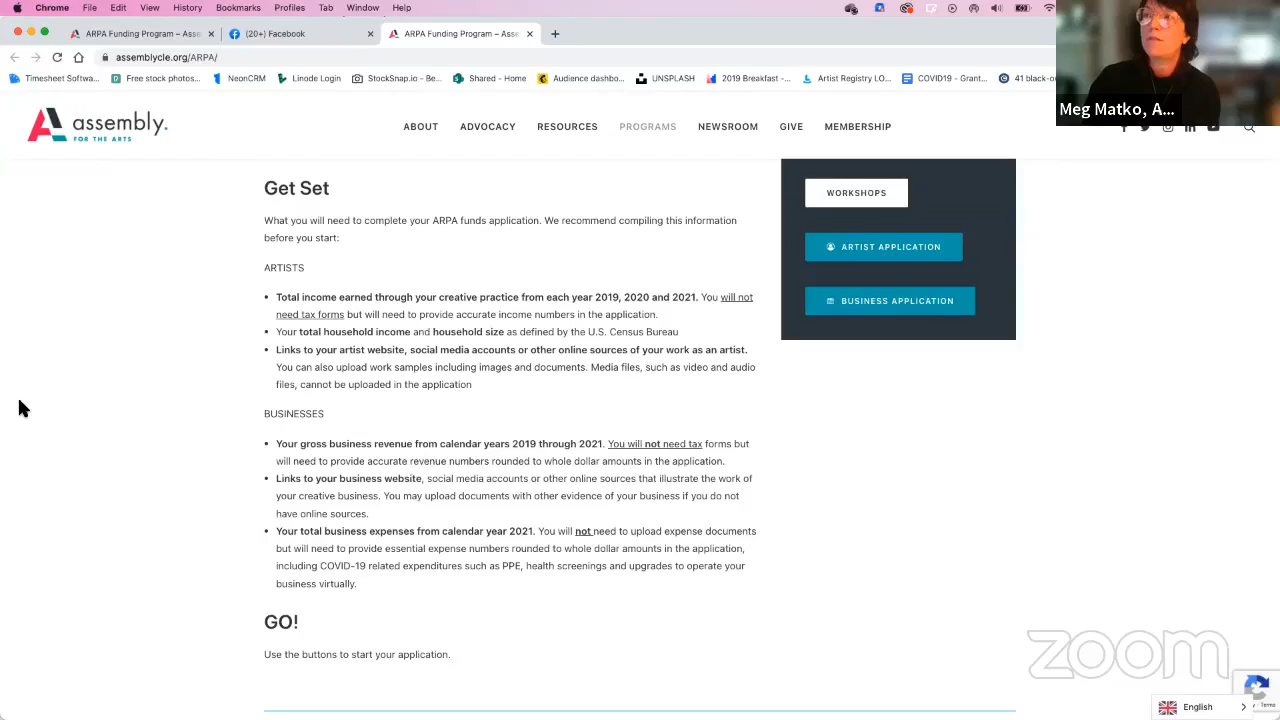 Chrome File Edit View History Bookmarks Profiles Tab Window Help
ARPA Funding Program – Assem
(20+) Facebook
ARPA Funding Program – Assem
assemblycle.org/ARPA/
Timesheet Softwa... Free stock photos... NeonCRM Linode Login StockSnap.io - Be... Shared - Home Audience dashbo... UNSPLASH 2019 Breakfast -... Artist Registry LO... COVID19 - Grant... 41 black-ow
Meg Matko, A...
assembly.
FOR THE ARTS
ABOUT ADVOCACY RESOURCES PROGRAMS NEWSROOM GIVE MEMBERSHIP
Get Set
What you will need to complete your ARPA funds application. We recommend compiling this information
before you start:
ARTISTS
• Total income earned through your creative practice from each year 2019, 2020 and 2021. You will not
need tax forms but will need to provide accurate income numbers in the application.
• Your total household income and household size as defined by the U.S. Census Bureau
• Links to your artist website, social media accounts or other online sources of your work as an artist.
You can also upload work samples including images and documents. Media files, such as video and audio
files, cannot be uploaded in the application
BUSINESSES
• Your gross business revenue from calendar years 2019 through 2021. You will not need tax forms but
will need to provide accurate revenue numbers rounded to whole dollar amounts in the application.
• Links to your business website, social media accounts or other online sources that illustrate the work of
your creative business. You may upload documents with other evidence of your business if you do not
have online sources.
• Your total business expenses from calendar year 2021. You will not need to upload expense documents
but will need to provide essential expense numbers rounded to whole dollar amounts in the application,
including COVID-19 related expenditures such as PPE, health screenings and upgrades to operate your
business virtually.
GO!
Use the buttons to start your application.
WORKSHOPS
ARTIST APPLICATION
BUSINESS APPLICATION
zoom
Terms
English